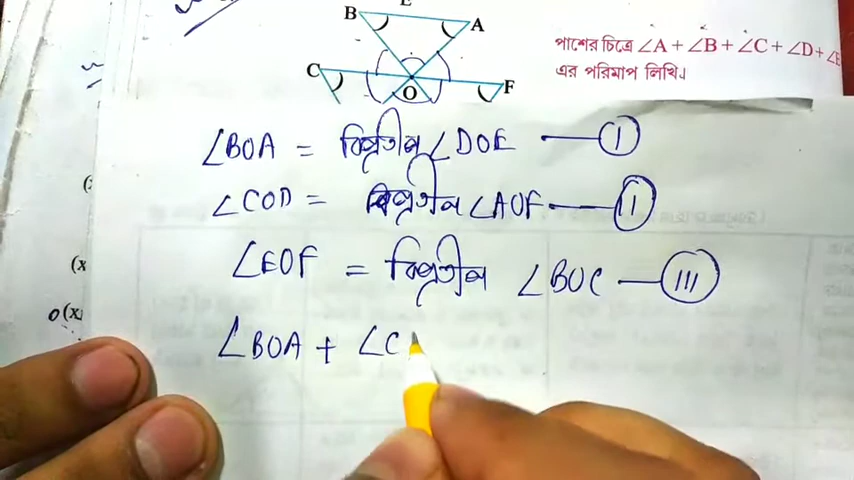 E
B
A
পাশের চিত্রে ∠A + ∠B + ∠C + ∠D + ∠E
এর পরিমাপ লিখি।
C
F
O
∠BOA = বিপ্রতীপ ∠DOE — I
∠COD = বিপ্রতীপ ∠AOF — II
∠EOF = বিপ্রতীপ ∠BOC — III
∠BOA + ∠C
(x
(x